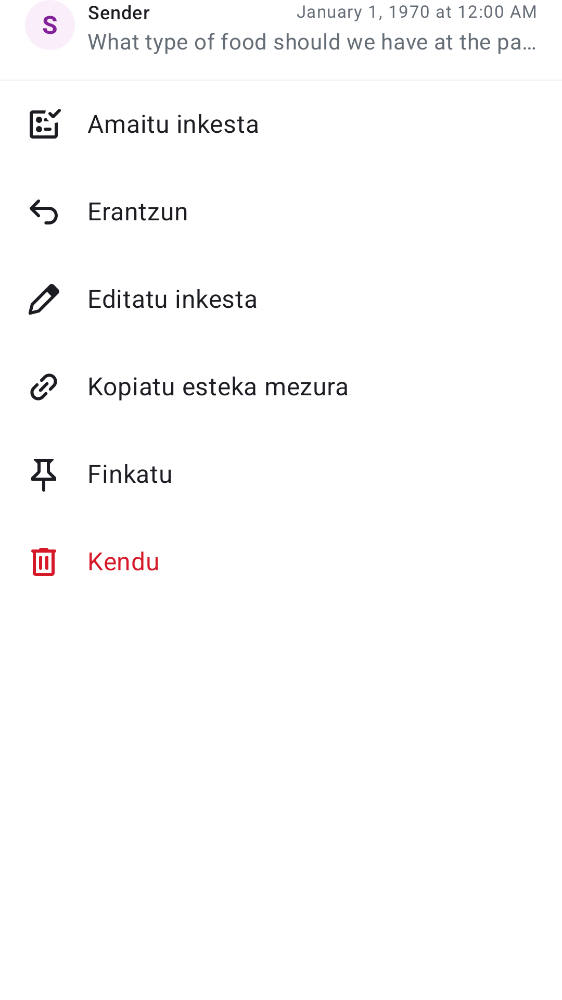 S
Sender
January 1, 1970 at 12:00 AM
What type of food should we have at the pa…
Amaitu inkesta
Erantzun
Editatu inkesta
Kopiatu esteka mezura
Finkatu
Kendu